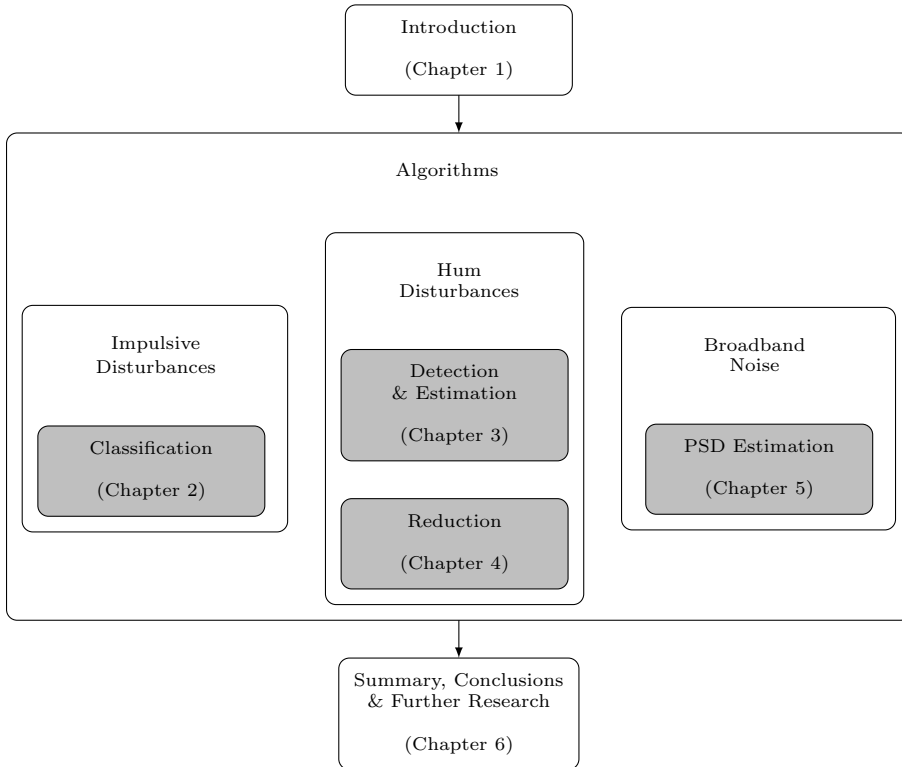 Introduction
(Chapter 1)
Algorithms
Impulsive
Disturbances
Classification
(Chapter 2)
Hum
Disturbances
Detection
& Estimation
(Chapter 3)
Reduction
(Chapter 4)
Broadband
Noise
PSD Estimation
(Chapter 5)
Summary, Conclusions
& Further Research
(Chapter 6)